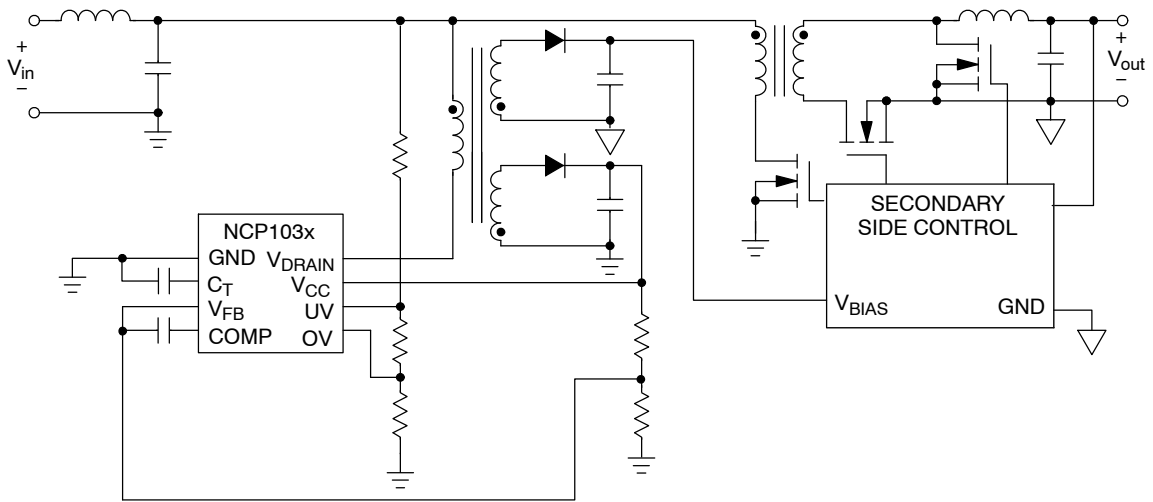 +
Vin
−
+
Vout
−
NCP103x
GND
CT
VFB
COMP
VDRAIN
VCC
UV
OV
SECONDARY
SIDE CONTROL
VBIAS
GND